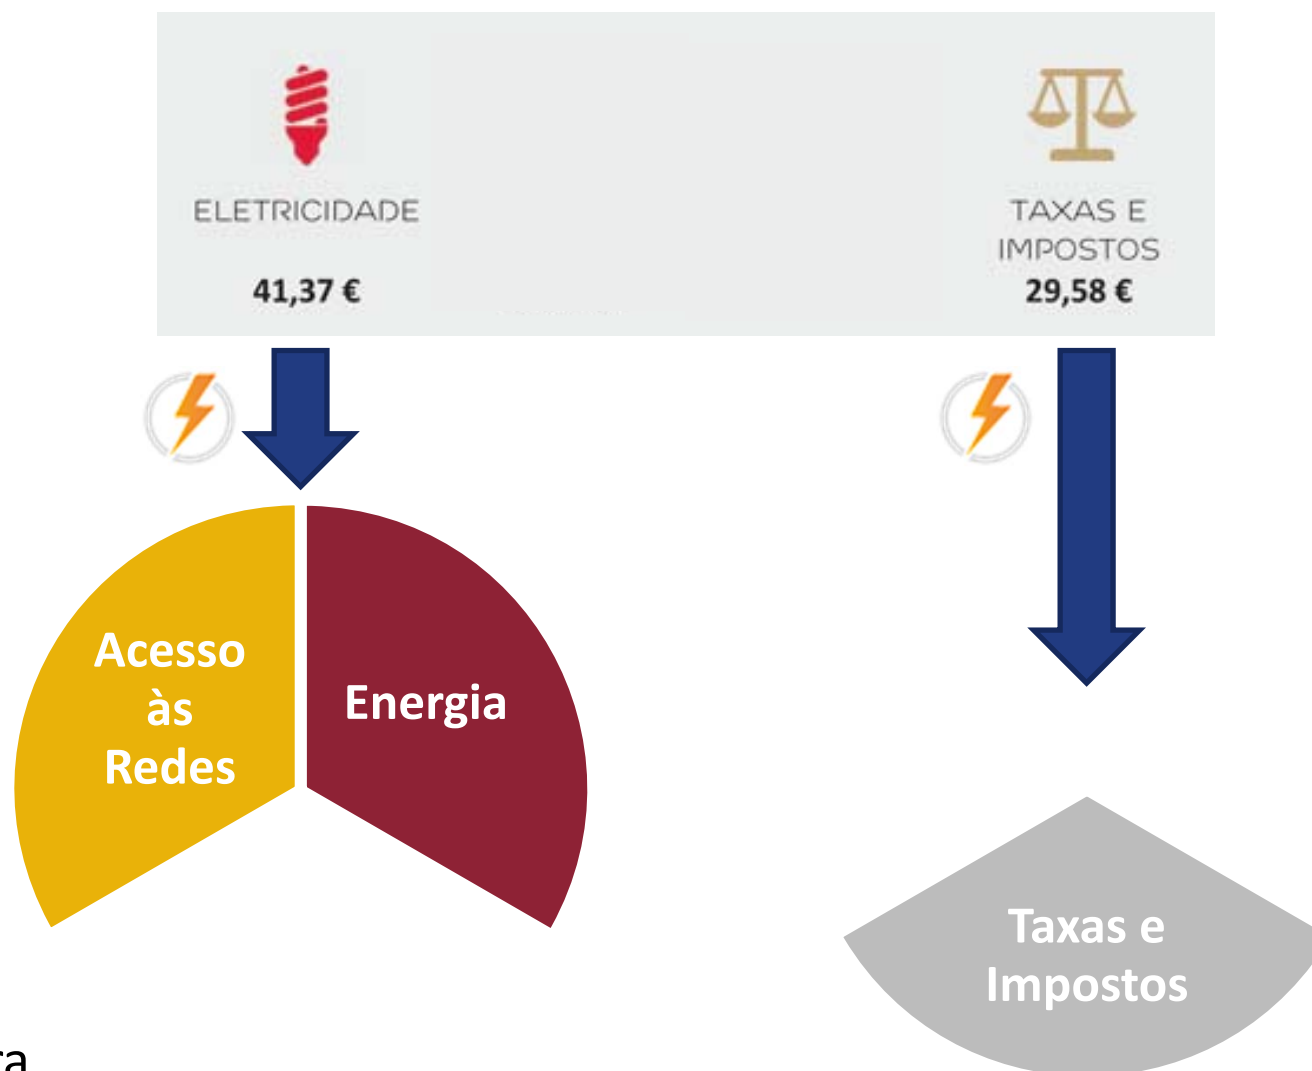 ELETRICIDADE
41,37 €
TAXAS E
IMPOSTOS
29,58 €
Acesso
às
Redes
Energia
Taxas e
Impostos